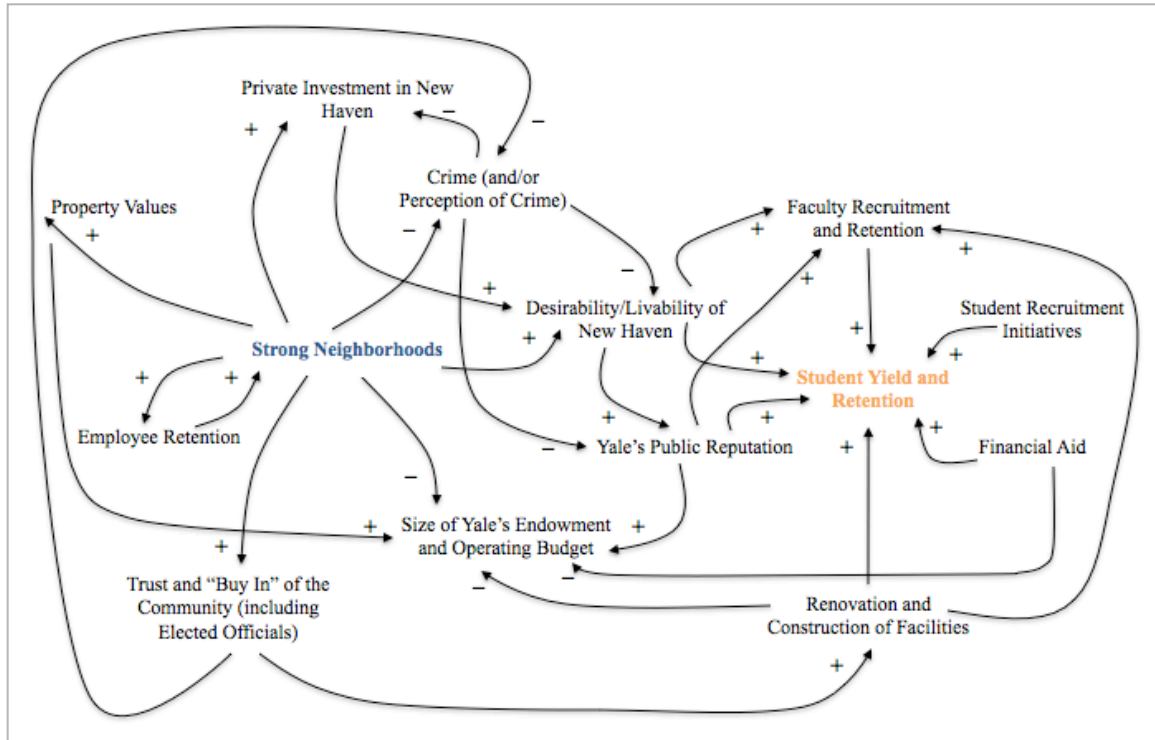 Private Investment in New
Haven
+
–
–
Crime (and/or
Perception of Crime)
Property Values
+
–
Faculty Recruitment
and Retention
+
+
+
–
+
Desirability/Livability of
New Haven
+
Student Recruitment
Initiatives
+
+
+
Strong Neighborhoods
Student Yield and
Retention
+
+
Employee Retention
+
+
+
+
–
Yale's Public Reputation
Financial Aid
–
+
+
Size of Yale's Endowment
and Operating Budget
+
–
–
Trust and “Buy In” of the
Community (including
Elected Officials)
Renovation and
Construction of Facilities
+